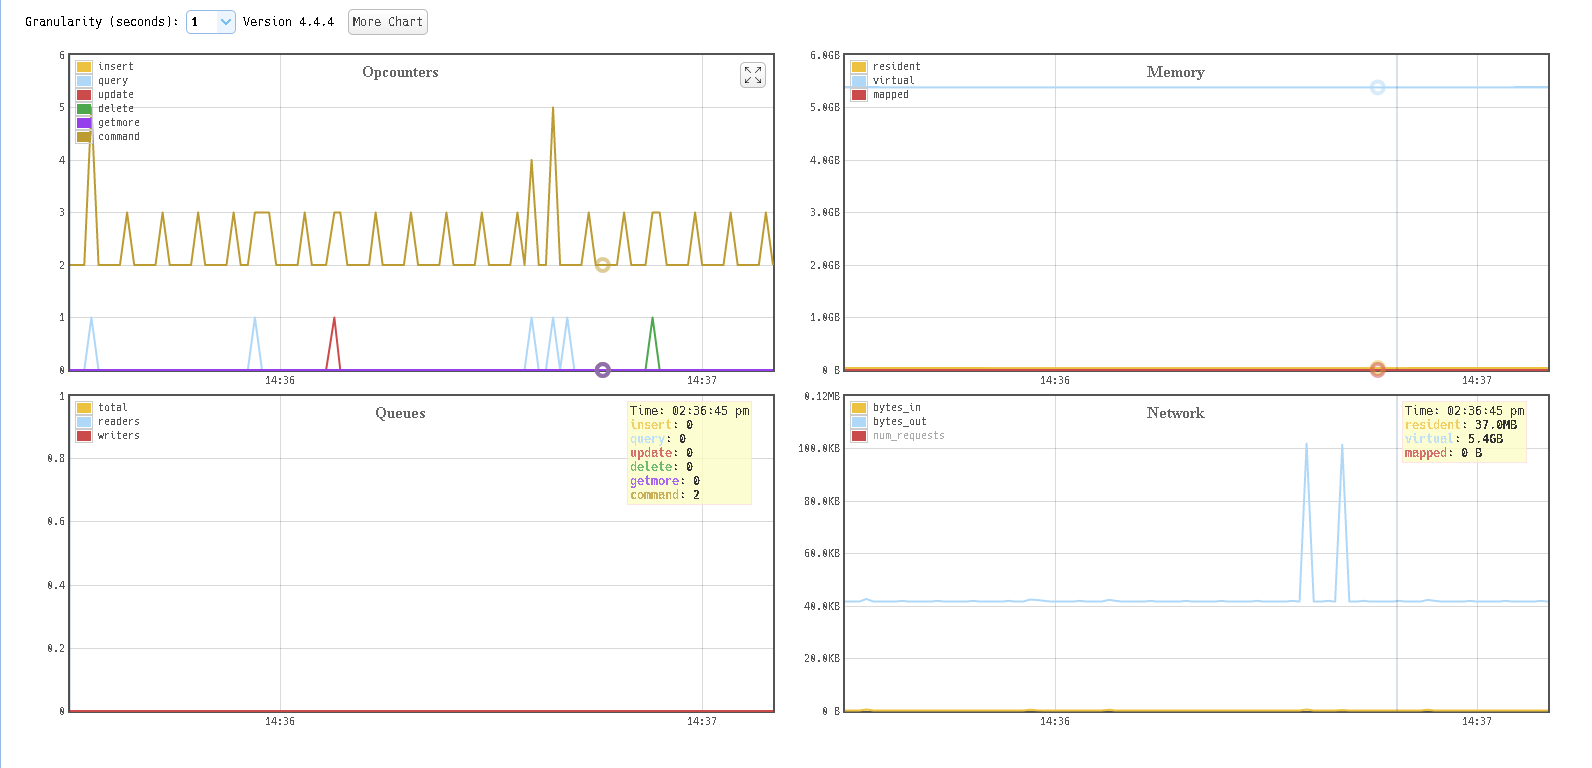 Granularity (seconds): 1 Version 4.4.4 More Chart
Opcounters
insert
query
update
delete
getmore
command
6
5
4
3
2
1
0
14:36 14:37
Memory
resident
virtual
mapped
6.0GB
5.0GB
4.0GB
3.0GB
2.0GB
1.0GB
0 B
14:36 14:37
Queues
total
readers
writers
1
0.8
0.6
0.4
0.2
0
14:36 14:37
Time: 02:36:45 pm
insert: 0
query: 0
update: 0
delete: 0
getmore: 0
command: 2
Network
bytes_in
bytes_out
num_requests
0.12MB
100.0KB
80.0KB
60.0KB
40.0KB
20.0KB
0 B
14:36 14:37
Time: 02:36:45 pm
resident: 37.0MB
virtual: 5.4GB
mapped: 0 B